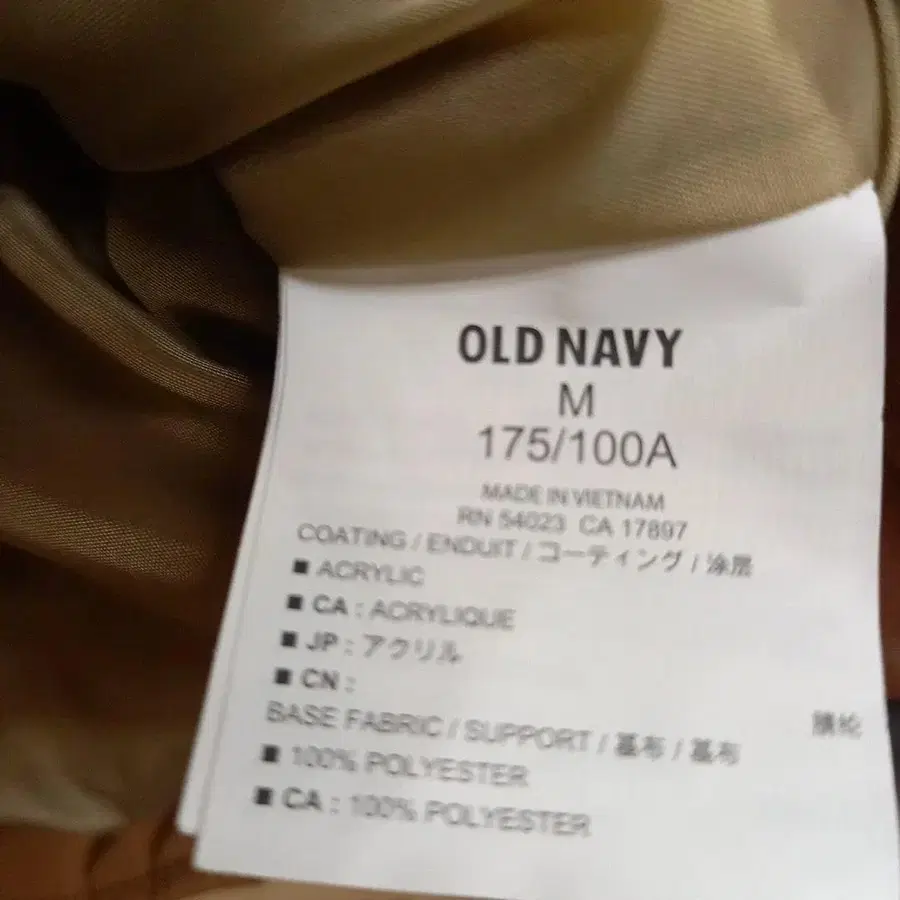 OLD NAVY
M
175/100A
MADE IN VIETNAM
RN 54023 CA 17897
COATING / ENDUIT / コーティング / 涂层
■ ACRYLIC
■ CA : ACRYLIQUE
■ JP : アクリル
■ CN :
BASE FABRIC / SUPPORT / 基布 / 基布
■ 100% POLYESTER
■ CA : 100% POLYESTER